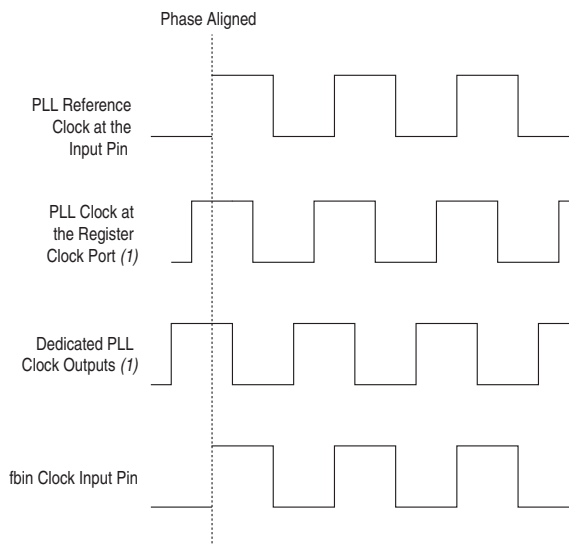 Phase Aligned
PLL Reference
Clock at the
Input Pin
PLL Clock at
the Register
Clock Port (1)
Dedicated PLL
Clock Outputs (1)
fbin Clock Input Pin